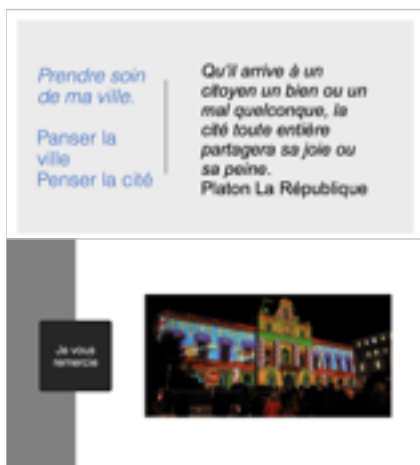 Prendre soin
de ma ville.
Panser la
ville
Penser la cité
Qu'il arrive à un
citoyen un bien ou un
mal quelconque, la
cité toute entière
partagera sa joie ou
sa peine.
Platon La République
Je vous
remercie